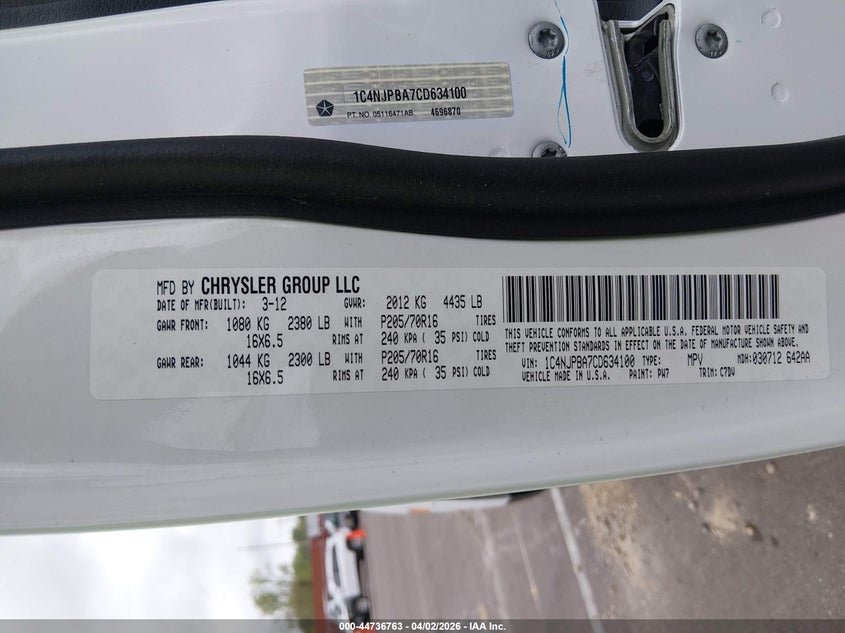 1C4NJPBA7CD634100
PT. NO. 05116471AB 4696870
MFD BY CHRYSLER GROUP LLC
DATE OF MFR(BUILT): 3-12 GVWR: 2012 KG 4435 LB
GAWR FRONT: 1080 KG 2380 LB WITH P205/70R16 TIRES
16X6.5 RIMS AT 240 KPA ( 35 PSI) COLD
GAWR REAR: 1044 KG 2300 LB WITH P205/70R16 TIRES
16X6.5 RIMS AT 240 KPA ( 35 PSI) COLD
THIS VEHICLE CONFORMS TO ALL APPLICABLE U.S.A. FEDERAL MOTOR VEHICLE SAFETY AND
THEFT PREVENTION STANDARDS IN EFFECT ON THE DATE OF MANUFACTURE SHOWN ABOVE.
VIN: 1C4NJPBA7CD634100 TYPE: MPV MDH: 030712 642AA
VEHICLE MADE IN U.S.A. PAINT: PW7 TRIM: C7DV
000-44736763 - 04/02/2026 - IAA Inc.